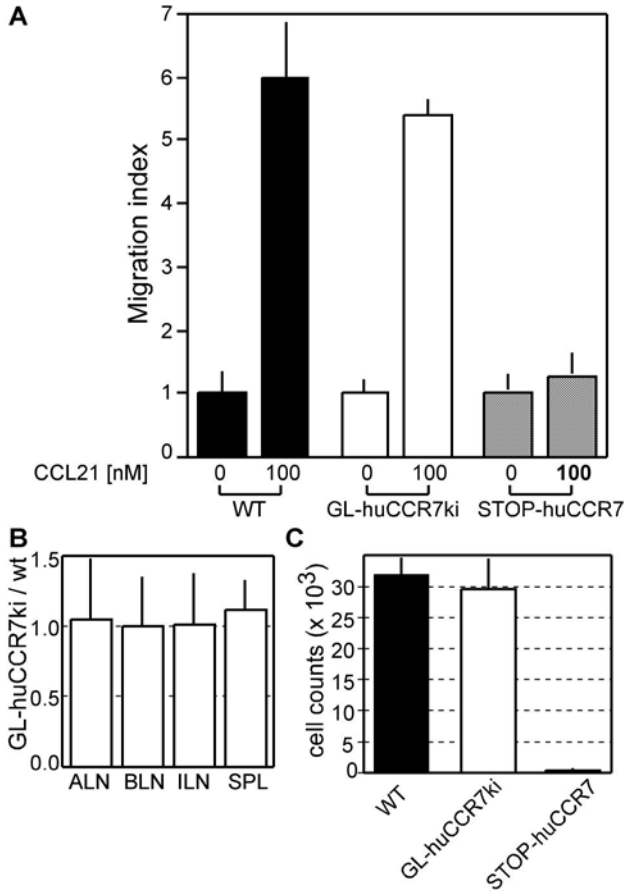 A
Migration index
7
6
5
4
3
2
1
0
CCL21 [nM]
0 100 0 100 0 100
WT GL-huCCR7ki STOP-huCCR7
B
GL-huCCR7ki / wt
1.5
1.0
0.5
0.0
ALN BLN ILN SPL
C
cell counts (x 10³)
30
25
20
15
10
5
0
WT
GL-huCCR7ki
STOP-huCCR7